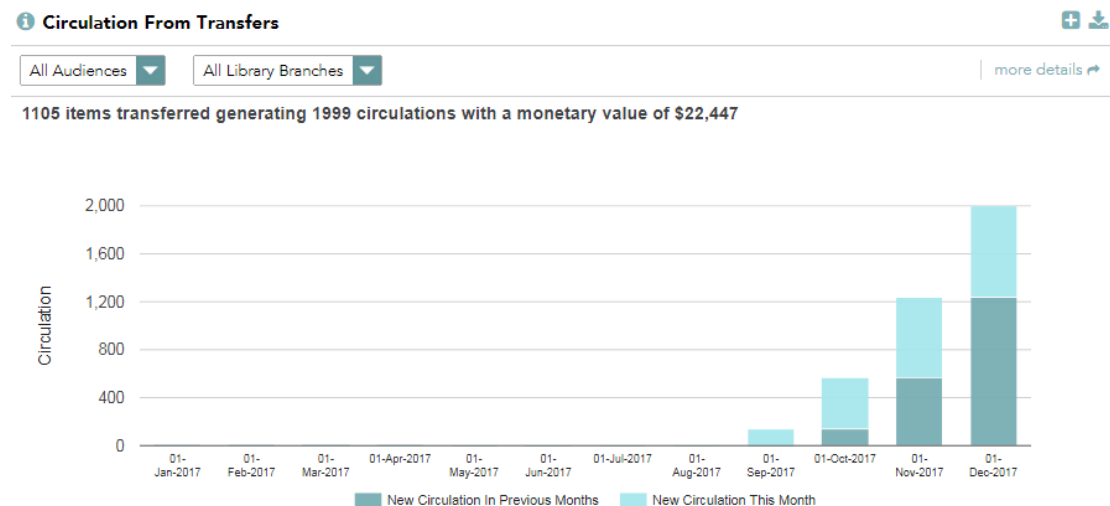 Circulation From Transfers
All Audiences
All Library Branches
more details
1105 items transferred generating 1999 circulations with a monetary value of $22,447
2,000
1,600
1,200
800
400
0
Circulation
01-
Jan-2017
01-
Feb-2017
01-
Mar-2017
01-Apr-2017
01-
May-2017
01-
Jun-2017
01-Jul-2017
01-
Aug-2017
01-
Sep-2017
01-Oct-2017
01-
Nov-2017
01-
Dec-2017
New Circulation In Previous Months
New Circulation This Month